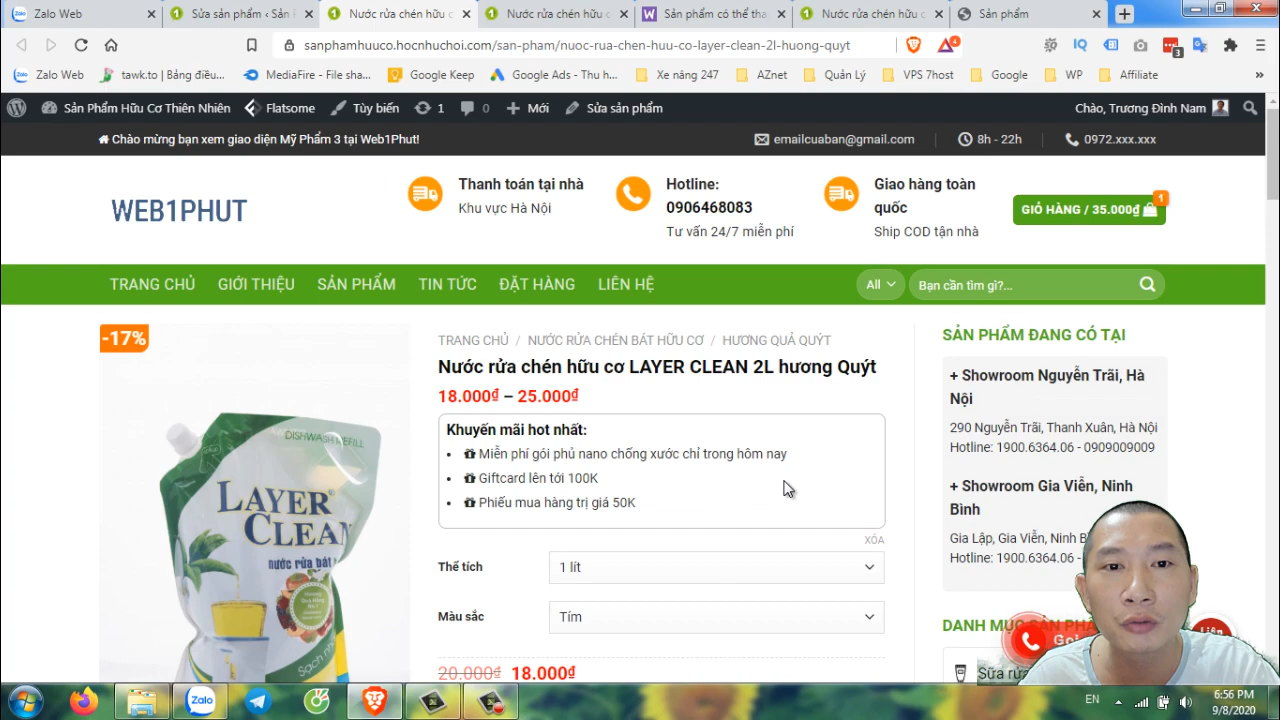 Zalo Web
Sửa sản phẩm ‹ Sản P
Nước rửa chén hữu c
Nước rửa chén hữu c
Sản phẩm có thể tha
Nước rửa chén hữu c
Sản phẩm
sanphamhuuco.hocnhuchoi.com/san-pham/nuoc-rua-chen-huu-co-layer-clean-2l-huong-quyt
4
IQ
3
Zalo Web
tawk.to | Bảng điều...
MediaFire - File sha...
Google Keep
Google Ads - Thu h...
Xe nâng 247
AZnet
Quản Lý
VPS 7host
Google
WP
Affiliate
»
Sản Phẩm Hữu Cơ Thiên Nhiên
Flatsome
Tùy biến
1
0
Mới
Sửa sản phẩm
Chào, Trương Đình Nam
Chào mừng bạn xem giao diện Mỹ Phẩm 3 tại Web1Phut!
emailcuaban@gmail.com
8h - 22h
0972.xxx.xxx
WEB1PHUT
Thanh toán tại nhà
Khu vực Hà Nội
Hotline:
0906468083
Tư vấn 24/7 miễn phí
Giao hàng toàn
quốc
Ship COD tận nhà
GIỎ HÀNG / 35.000₫
1
TRANG CHỦ
GIỚI THIỆU
SẢN PHẨM
TIN TỨC
ĐẶT HÀNG
LIÊN HỆ
All
Bạn cần tìm gì?...
-17%
DISHWASH REFILL
LAYER®
CLEAN
nước rửa bát
Sạch
TRANG CHỦ / NƯỚC RỬA CHÉN BÁT HỮU CƠ / HƯƠNG QUẢ QUÝT
Nước rửa chén hữu cơ LAYER CLEAN 2L hương Quýt
18.000₫ – 25.000₫
Khuyến mãi hot nhất:
• Miễn phí gói phủ nano chống xước chỉ trong hôm nay
• Giftcard lên tới 100K
• Phiếu mua hàng trị giá 50K
XÓA
Thể tích
1 lít
Màu sắc
Tím
20.000₫ 18.000₫
SẢN PHẨM ĐANG CÓ TẠI
+ Showroom Nguyễn Trãi, Hà
Nội
290 Nguyễn Trãi, Thanh Xuân, Hà Nội
Hotline: 1900.6364.06 - 0909009009
+ Showroom Gia Viễn, Ninh
Bình
Gia Lập, Gia Viễn, Ninh B
Hotline: 1900.6364.06 -
DANH MỤC SẢN PH
Gọi
Liên
Sữa rửa
Zalo
EN
6:56 PM
9/8/2020